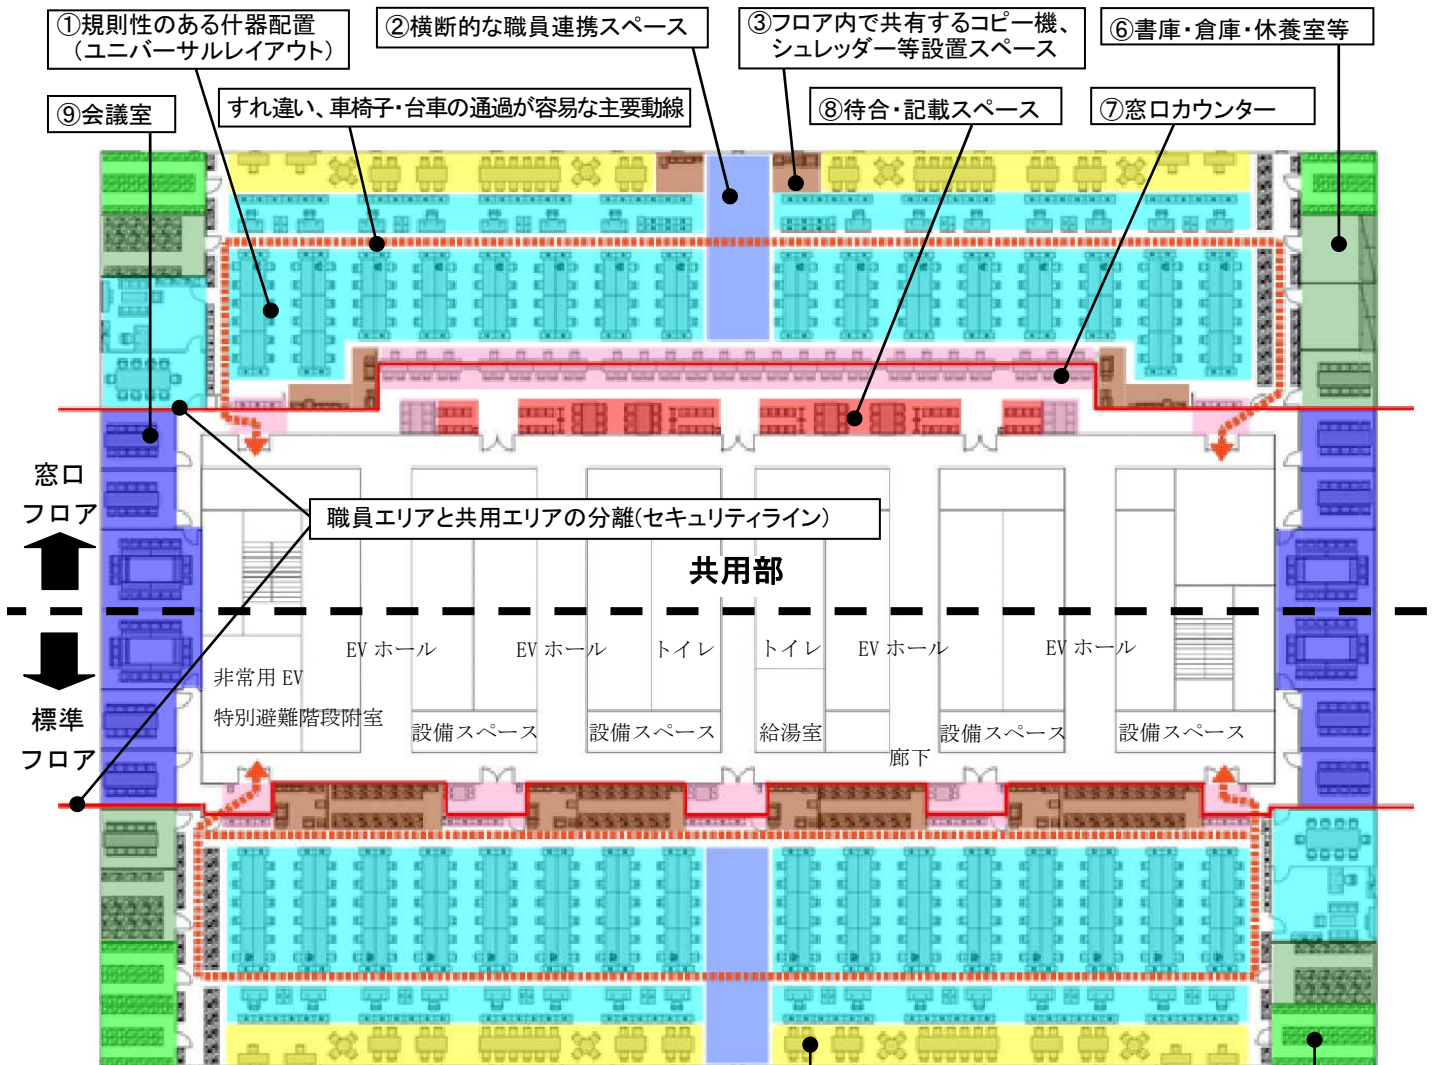 ①規則性のある什器配置
（ユニバーサルレイアウト）
②横断的な職員連携スペース
③フロア内で共有するコピー機、
シュレッダー等設置スペース
⑥書庫・倉庫・休養室等
⑨会議室
すれ違い、車椅子・台車の通過が容易な主要動線
⑧待合・記載スペース
⑦窓口カウンター
窓口
フロア
職員エリアと共用エリアの分離(セキュリティライン)
共用部
EVホール
EVホール
トイレ
トイレ
EVホール
EVホール
非常用EV
特別避難階段附室
標準
フロア
設備スペース
設備スペース
給湯室
設備スペース
設備スペース
廊下